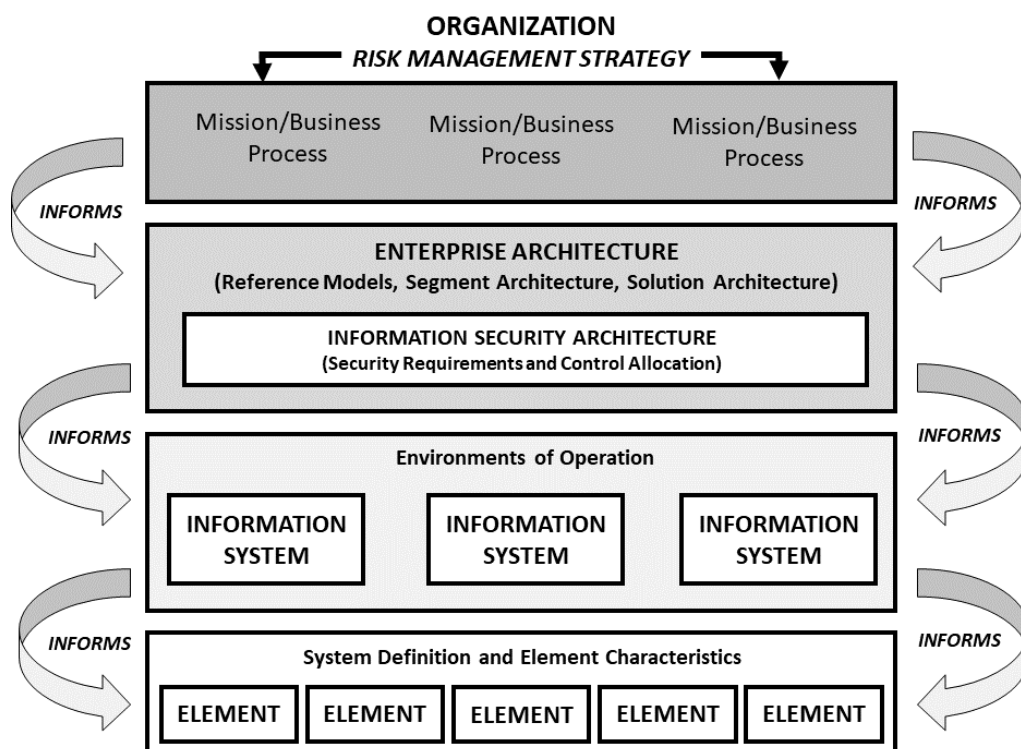 ORGANIZATION
RISK MANAGEMENT STRATEGY
Mission/Business
Process
Mission/Business
Process
Mission/Business
Process
INFORMS
INFORMS
ENTERPRISE ARCHITECTURE
(Reference Models, Segment Architecture, Solution Architecture)
INFORMATION SECURITY ARCHITECTURE
(Security Requirements and Control Allocation)
INFORMS
INFORMS
Environments of Operation
INFORMATION
SYSTEM
INFORMATION
SYSTEM
INFORMATION
SYSTEM
INFORMS
INFORMS
System Definition and Element Characteristics
ELEMENT
ELEMENT
ELEMENT
ELEMENT
ELEMENT